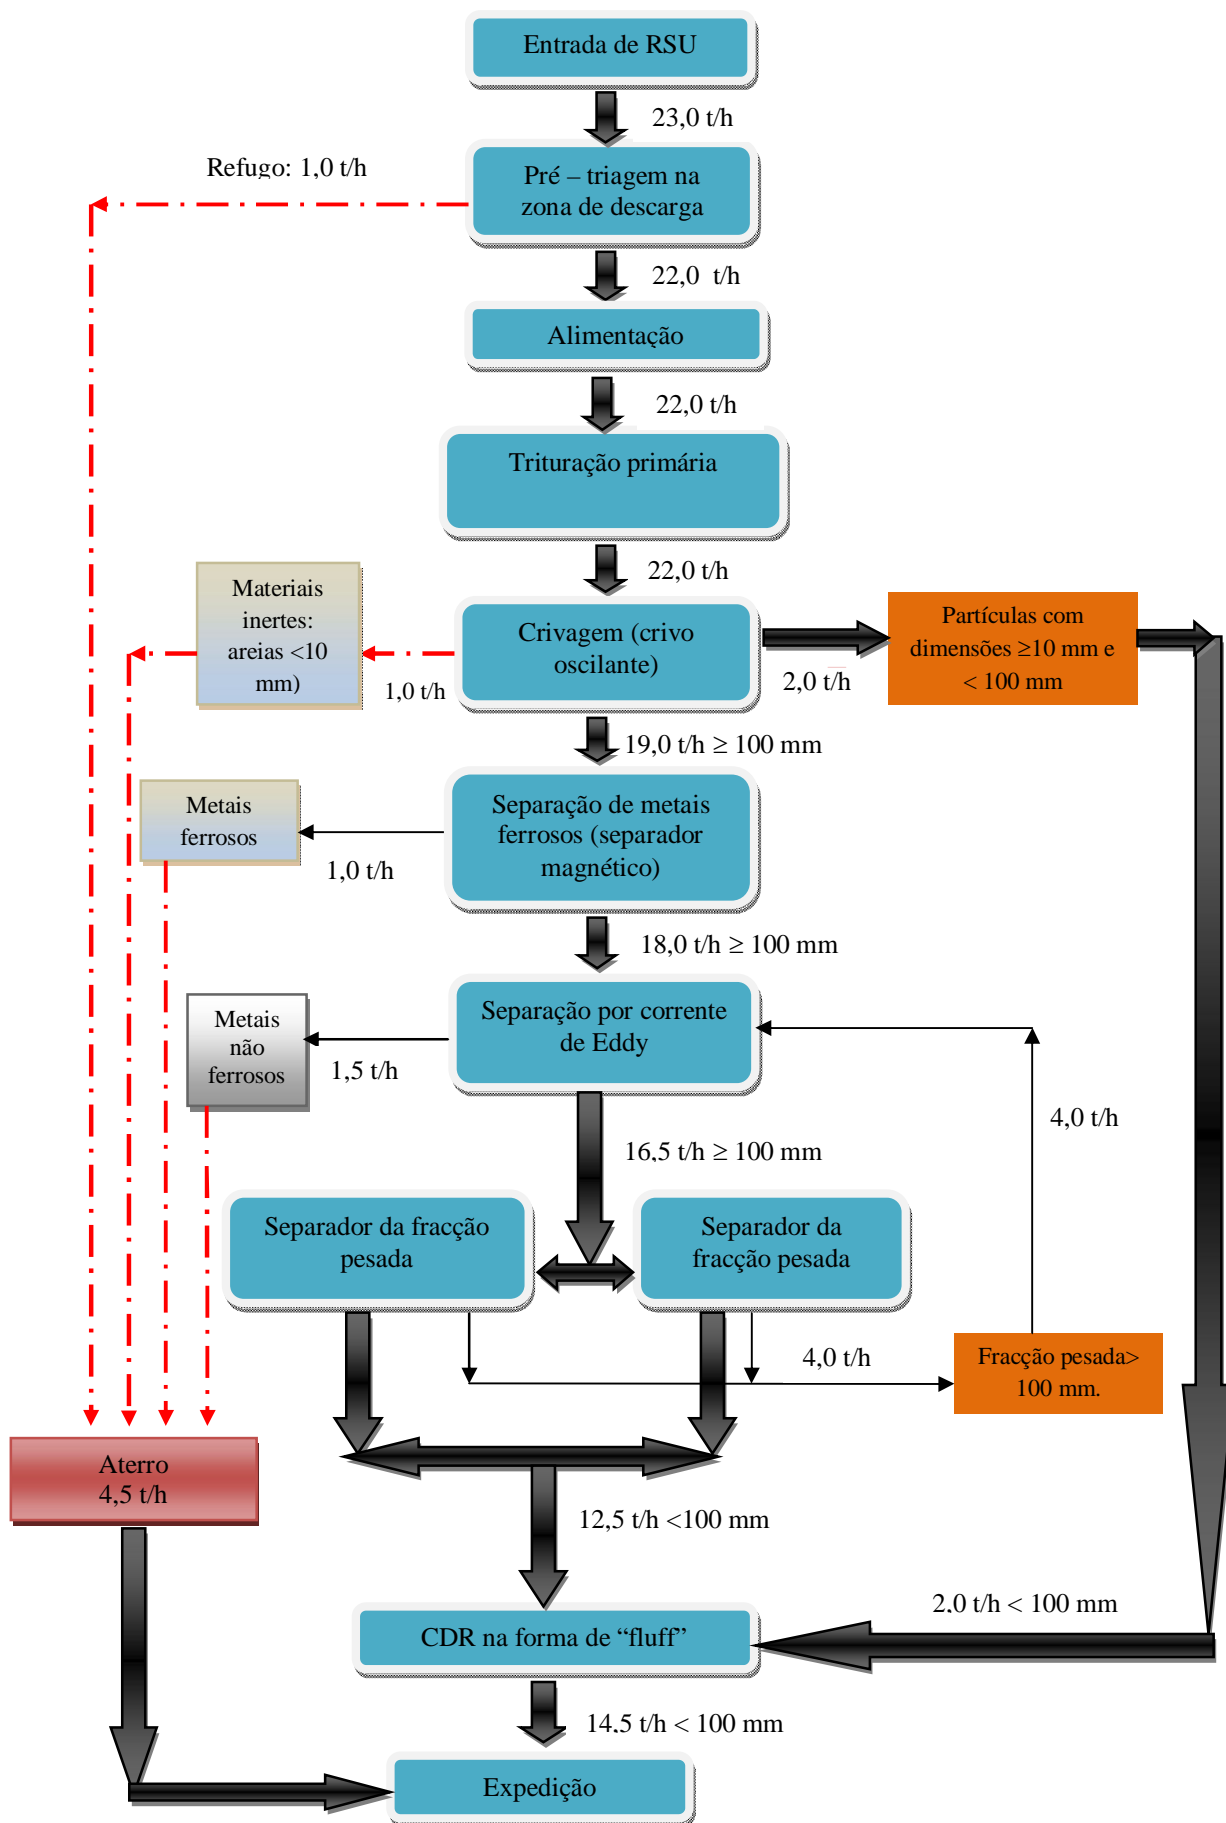 Entrada de RSU
23,0 t/h
Refugo: 1,0 t/h
Pré – triagem na
zona de descarga
22,0 t/h
Alimentação
22,0 t/h
Trituração primária
22,0 t/h
Materiais
inertes:
areias <10
mm)
1,0 t/h
Crivagem (crivo
oscilante)
2,0 t/h
Partículas com
dimensões ≥10 mm e
< 100 mm
19,0 t/h ≥ 100 mm
Metais
ferrosos
1,0 t/h
Separação de metais
ferrosos (separador
magnético)
18,0 t/h ≥ 100 mm
Metais
não
ferrosos
1,5 t/h
Separação por corrente
de Eddy
4,0 t/h
16,5 t/h ≥ 100 mm
Separador da fracção
pesada
Separador da
fracção pesada
4,0 t/h
Fracção pesada>
100 mm.
Aterro
4,5 t/h
12,5 t/h <100 mm
2,0 t/h < 100 mm
CDR na forma de “fluff”
14,5 t/h < 100 mm
Expedição